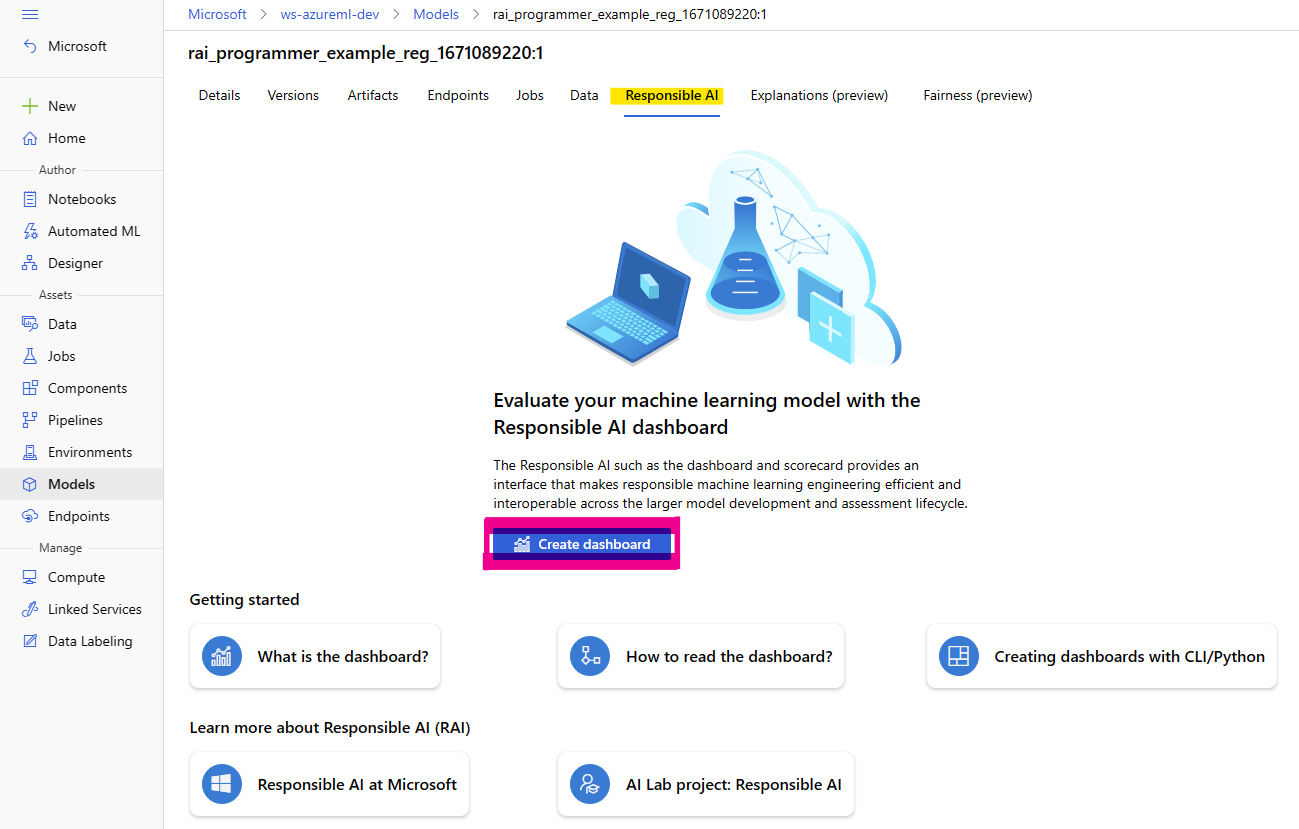 Microsoft > ws-azureml-dev > Models > rai_programmer_example_reg_1671089220:1
Microsoft
New
Home
Author
Notebooks
Automated ML
Designer
Assets
Data
Jobs
Components
Pipelines
Environments
Models
Endpoints
Manage
Compute
Linked Services
Data Labeling
rai_programmer_example_reg_1671089220:1
Details Versions Artifacts Endpoints Jobs Data Responsible AI Explanations (preview) Fairness (preview)
Evaluate your machine learning model with the
Responsible AI dashboard
The Responsible AI such as the dashboard and scorecard provides an
interface that makes responsible machine learning engineering efficient and
interoperable across the larger model development and assessment lifecycle.
Create dashboard
Getting started
What is the dashboard? How to read the dashboard? Creating dashboards with CLI/Python
Learn more about Responsible AI (RAI)
Responsible AI at Microsoft AI Lab project: Responsible AI